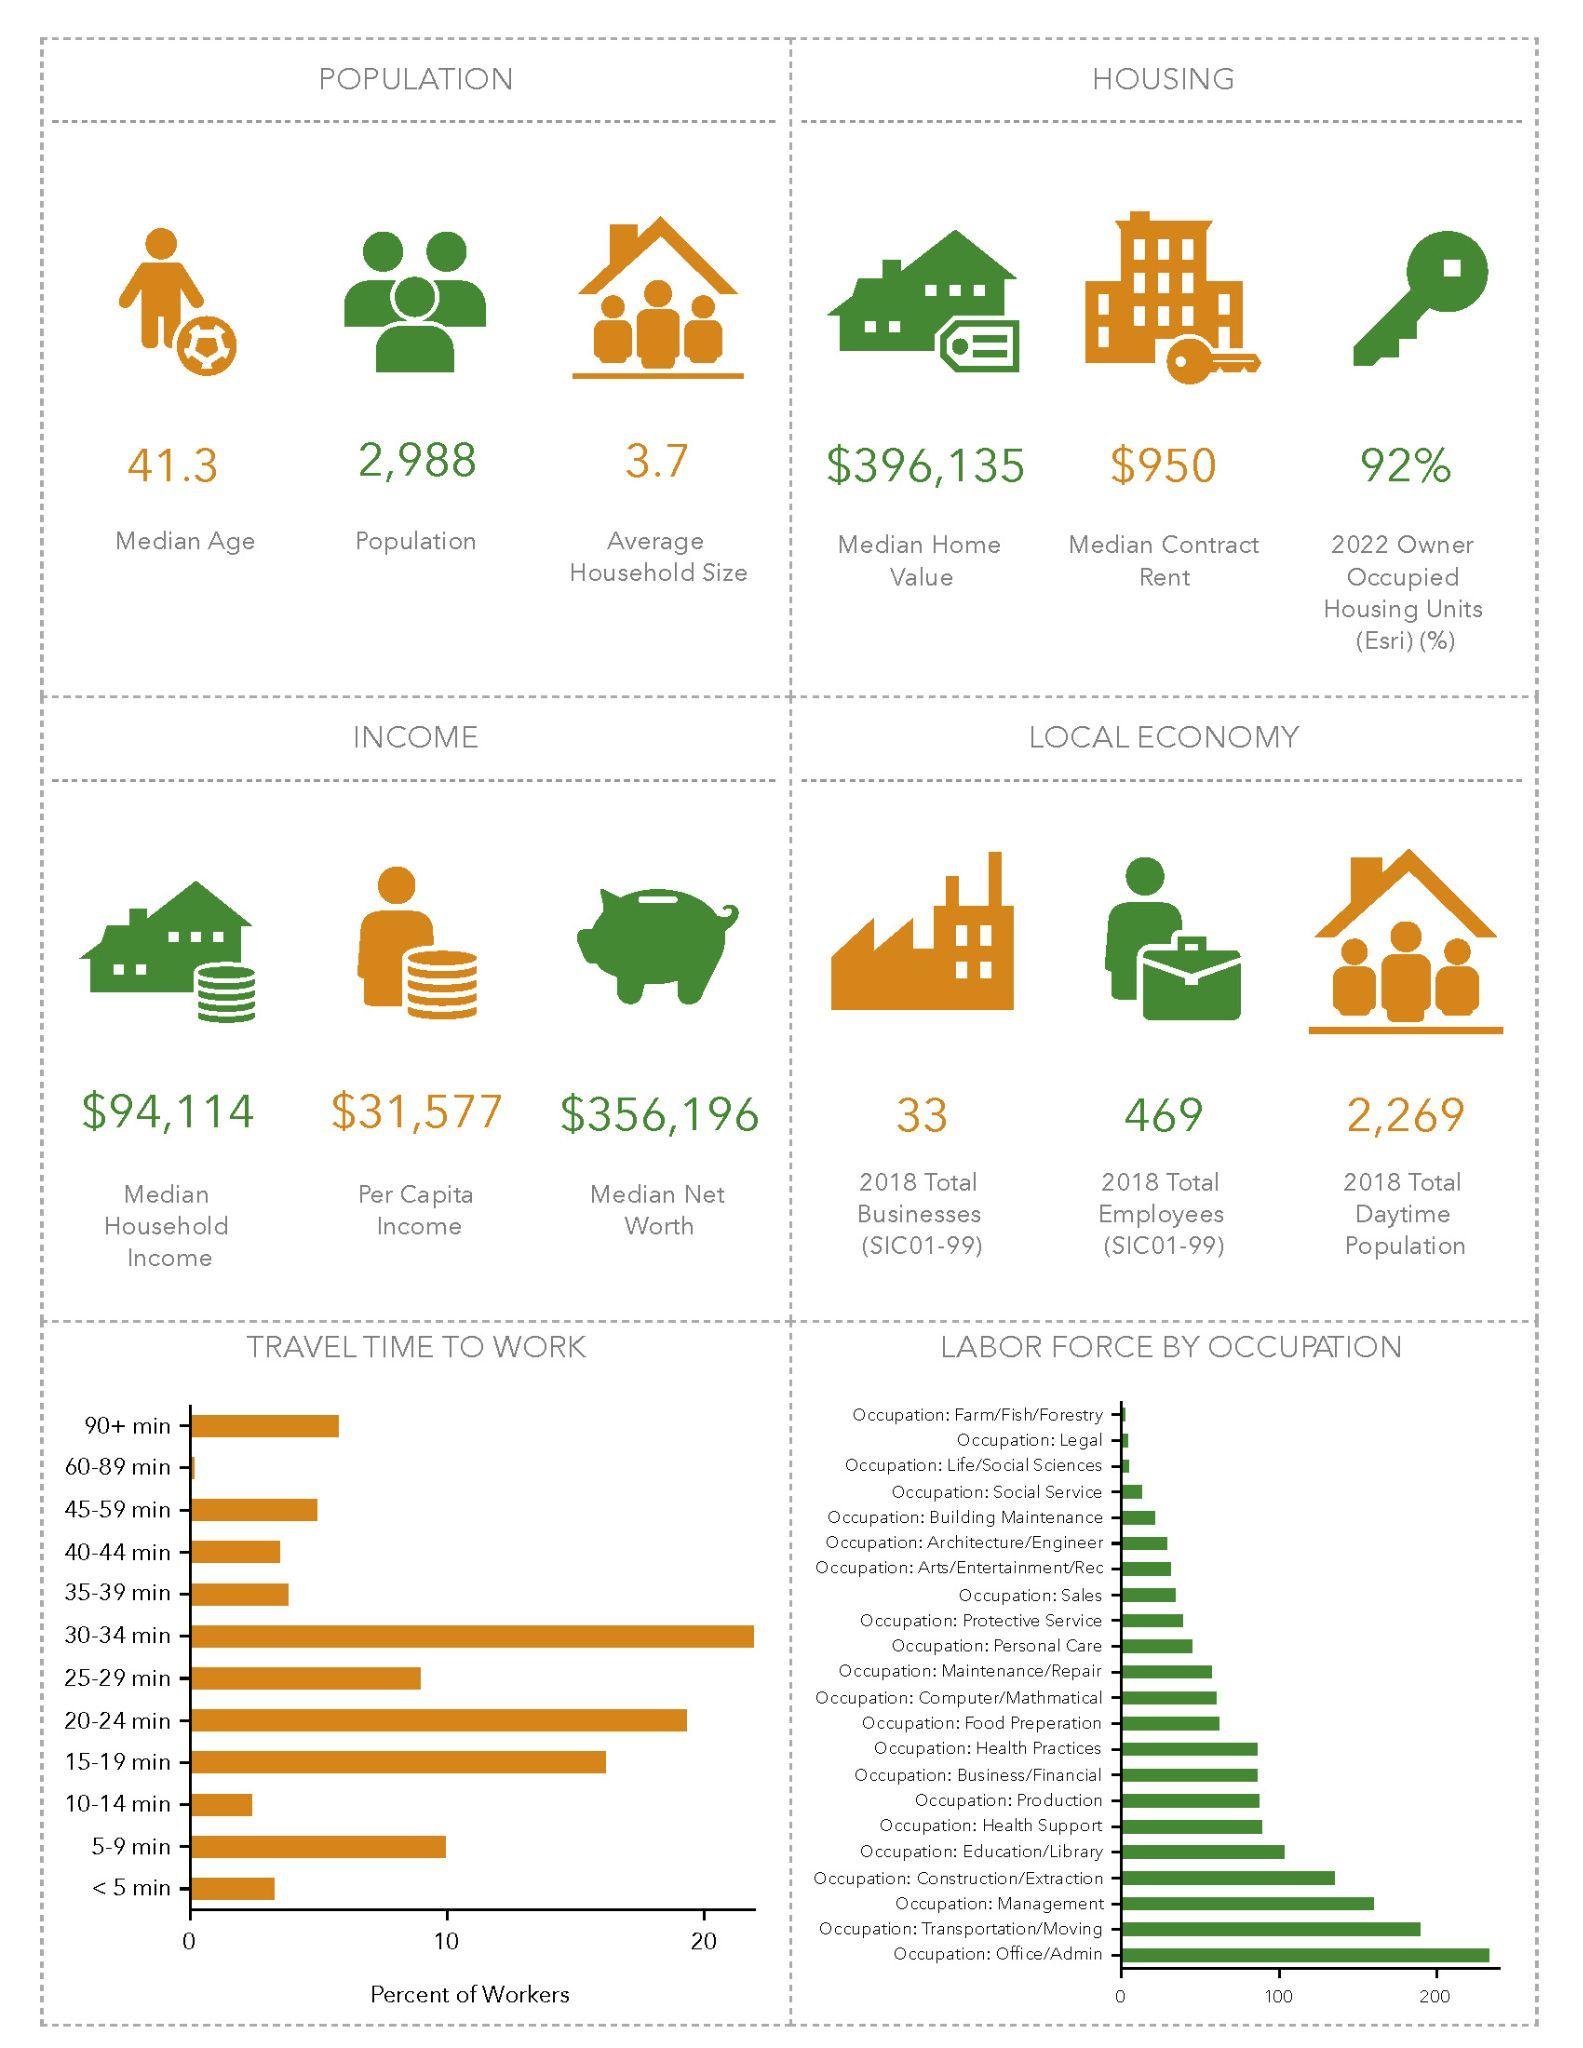 POPULATION
41.3
2,988
3.7
Median Age
Population
Average
Household Size
HOUSING
$396,135
$950
92%
Median Home
Value
Median Contract
Rent
2022 Owner
Occupied
Housing Units
(Esri) (%)
INCOME
$94,114
$31,577
$356,196
Median
Household
Income
Per Capita
Income
Median Net
Worth
LOCAL ECONOMY
33
469
2,269
2018 Total
Businesses
(SIC01-99)
2018 Total
Employees
(SIC01-99)
2018 Total
Daytime
Population
TRAVEL TIME TO WORK
90+ min
60-89 min
45-59 min
40-44 min
35-39 min
30-34 min
25-29 min
20-24 min
15-19 min
10-14 min
5-9 min
< 5 min
0 10 20
Percent of Workers
LABOR FORCE BY OCCUPATION
Occupation: Farm/Fish/Forestry
Occupation: Legal
Occupation: Life/Social Sciences
Occupation: Social Service
Occupation: Building Maintenance
Occupation: Architecture/Engineer
Occupation: Arts/Entertainment/Rec
Occupation: Sales
Occupation: Protective Service
Occupation: Personal Care
Occupation: Maintenance/Repair
Occupation: Computer/Mathmatical
Occupation: Food Preperation
Occupation: Health Practices
Occupation: Business/Financial
Occupation: Production
Occupation: Health Support
Occupation: Education/Library
Occupation: Construction/Extraction
Occupation: Management
Occupation: Transportation/Moving
Occupation: Office/Admin
0 100 200